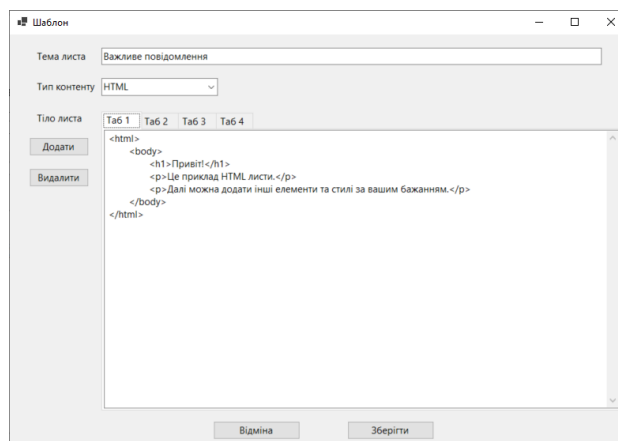 Шаблон
Тема листа Важливе повідомлення
Тип контенту HTML
Тіло листа Таб 1 Таб 2 Таб 3 Таб 4
Додати
Видалити
<html>
<body>
<h1>Привіт!</h1>
<p>Це приклад HTML листи.</p>
<p>Далі можна додати інші елементи та стилі за вашим бажанням.</p>
</body>
</html>
Відміна Зберігти